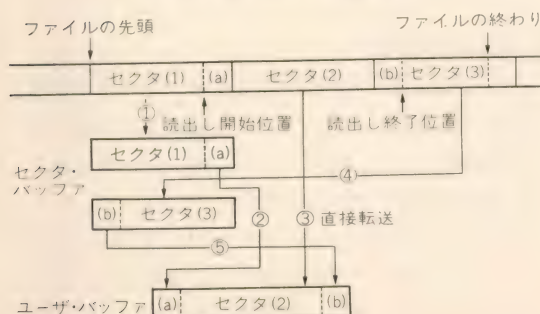 ファイルの先頭
ファイルの終わり
セクタ(1) (a) セクタ(2) (b) セクタ(3)
① 読出し開始位置 読出し終了位置
セクタ(1) (a)
セクタ・
バッファ
④
(b) セクタ(3) ② ③直接転送
⑤
ユーザ・バッファ (a) セクタ(2) (b)